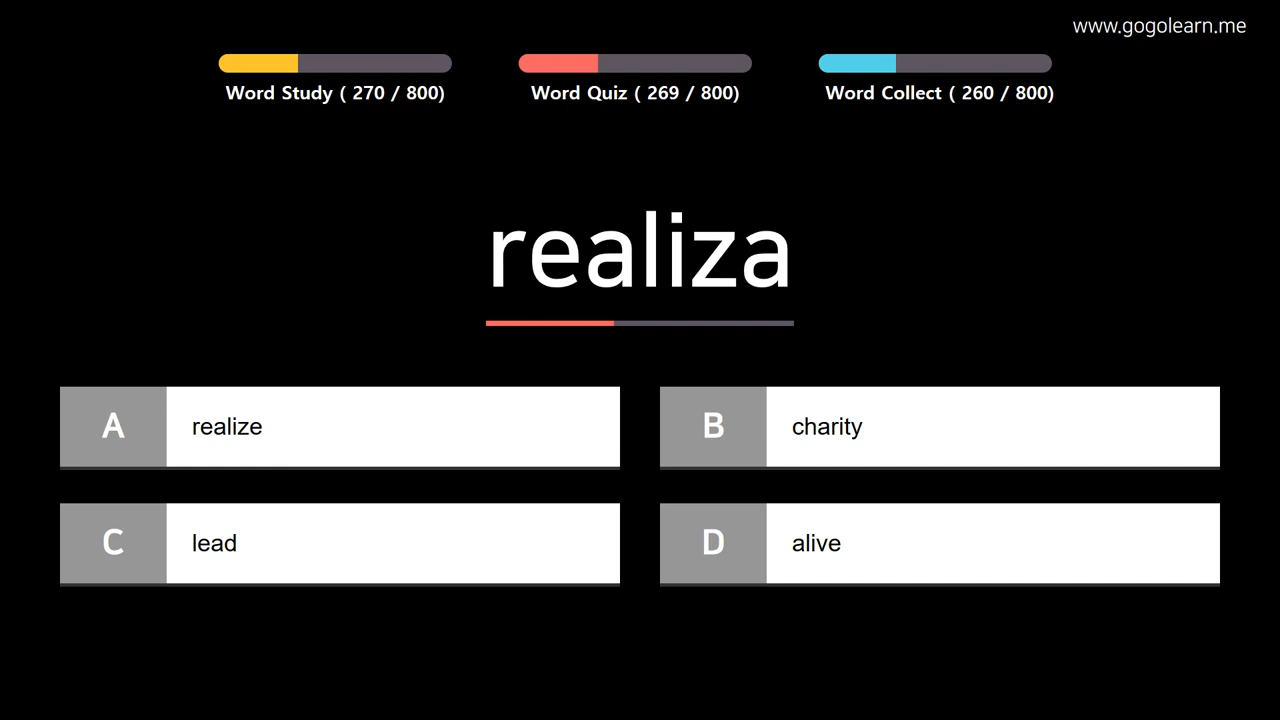 www.gogolearn.me
Word Study ( 270 / 800)
Word Quiz ( 269 / 800)
Word Collect ( 260 / 800)
realiza
A realize
B charity
C lead
D alive